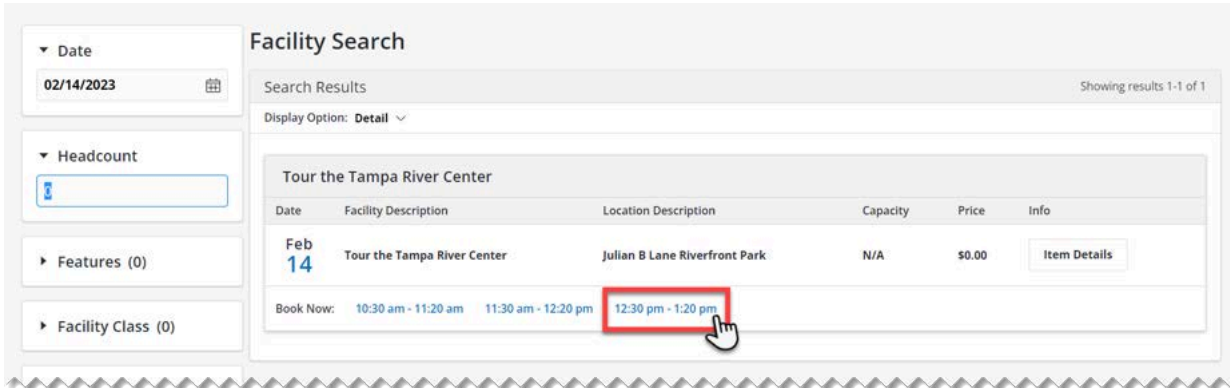 Date
02/14/2023
Headcount
0
Features (0)
Facility Class (0)
Facility Search
Search Results
Showing results 1-1 of 1
Display Option: Detail
Tour the Tampa River Center
Date Facility Description Location Description Capacity Price Info
Feb
14
Tour the Tampa River Center Julian B Lane Riverfront Park N/A $0.00 Item Details
Book Now: 10:30 am - 11:20 am 11:30 am - 12:20 pm 12:30 pm - 1:20 pm